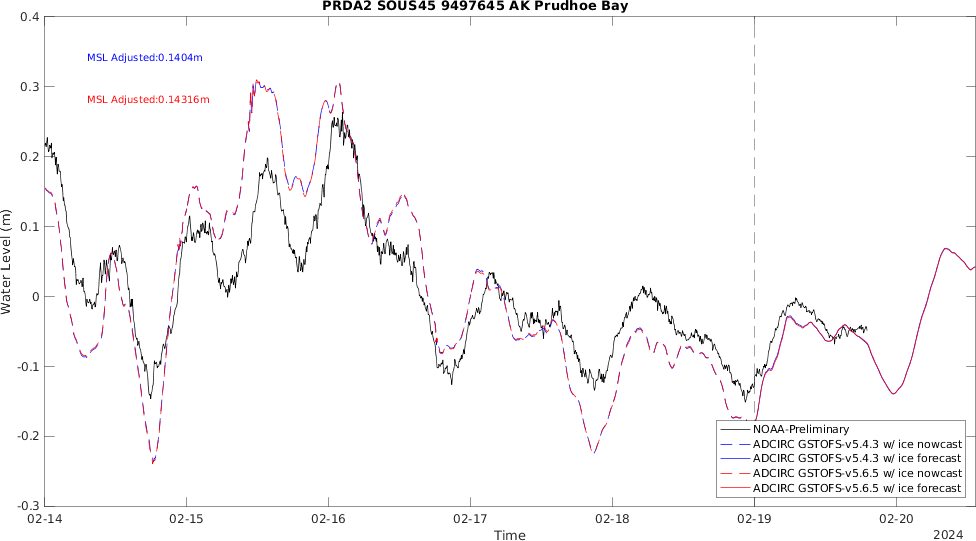 PRDA2 SOUS45 9497645 AK Prudhoe Bay
0.4
0.3
0.2
0.1
0
-0.1
-0.2
-0.3
Water Level (m)
MSL Adjusted:0.1404m
MSL Adjusted:0.14316m
NOAA-Preliminary
ADCIRC GSTOFS-v5.4.3 w/ ice nowcast
ADCIRC GSTOFS-v5.4.3 w/ ice forecast
ADCIRC GSTOFS-v5.6.5 w/ ice nowcast
ADCIRC GSTOFS-v5.6.5 w/ ice forecast
02-14 02-15 02-16 02-17 02-18 02-19 02-20
Time
2024